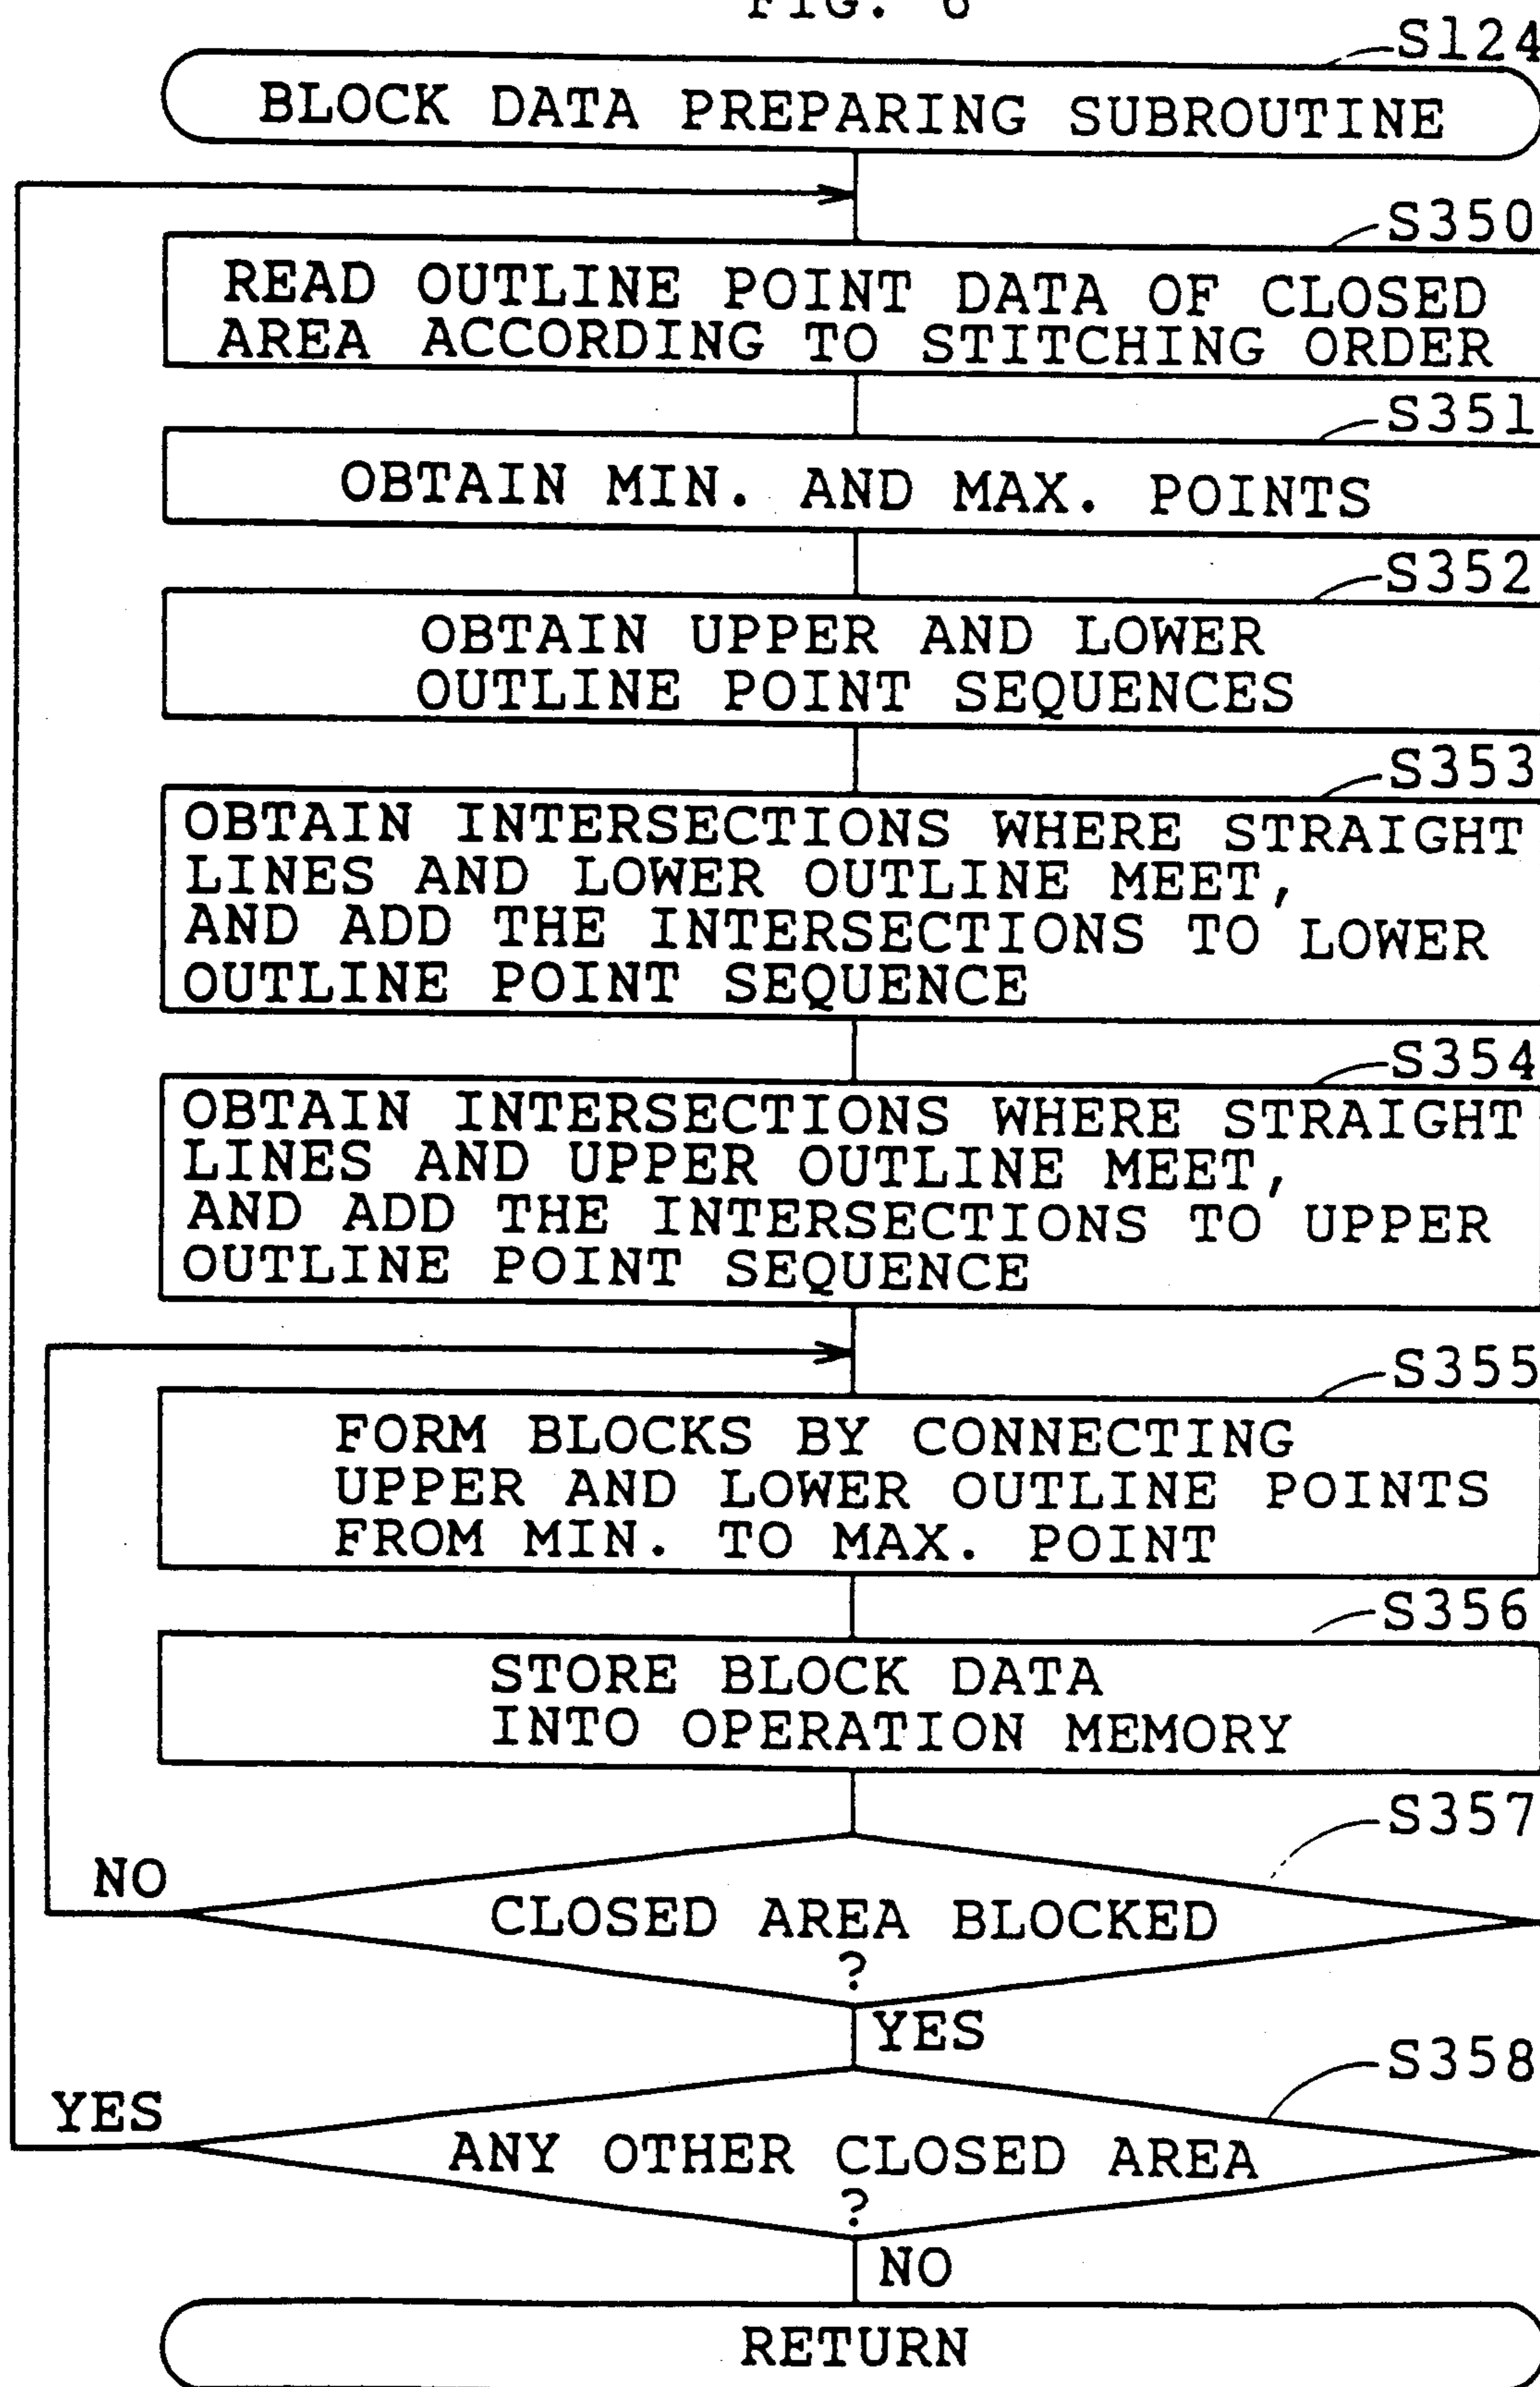 FIG. 6
S124
BLOCK DATA PREPARING SUBROUTINE
S350
READ OUTLINE POINT DATA OF CLOSED
AREA ACCORDING TO STITCHING ORDER
S351
OBTAIN MIN. AND MAX. POINTS
S352
OBTAIN UPPER AND LOWER
OUTLINE POINT SEQUENCES
S353
OBTAIN INTERSECTIONS WHERE STRAIGHT
LINES AND LOWER OUTLINE MEET,
AND ADD THE INTERSECTIONS TO LOWER
OUTLINE POINT SEQUENCE
S354
OBTAIN INTERSECTIONS WHERE STRAIGHT
LINES AND UPPER OUTLINE MEET,
AND ADD THE INTERSECTIONS TO UPPER
OUTLINE POINT SEQUENCE
S355
FORM BLOCKS BY CONNECTING
UPPER AND LOWER OUTLINE POINTS
FROM MIN. TO MAX. POINT
S356
STORE BLOCK DATA
INTO OPERATION MEMORY
S357
NO
CLOSED AREA BLOCKED
?
YES
S358
YES
ANY OTHER CLOSED AREA
?
NO
RETURN